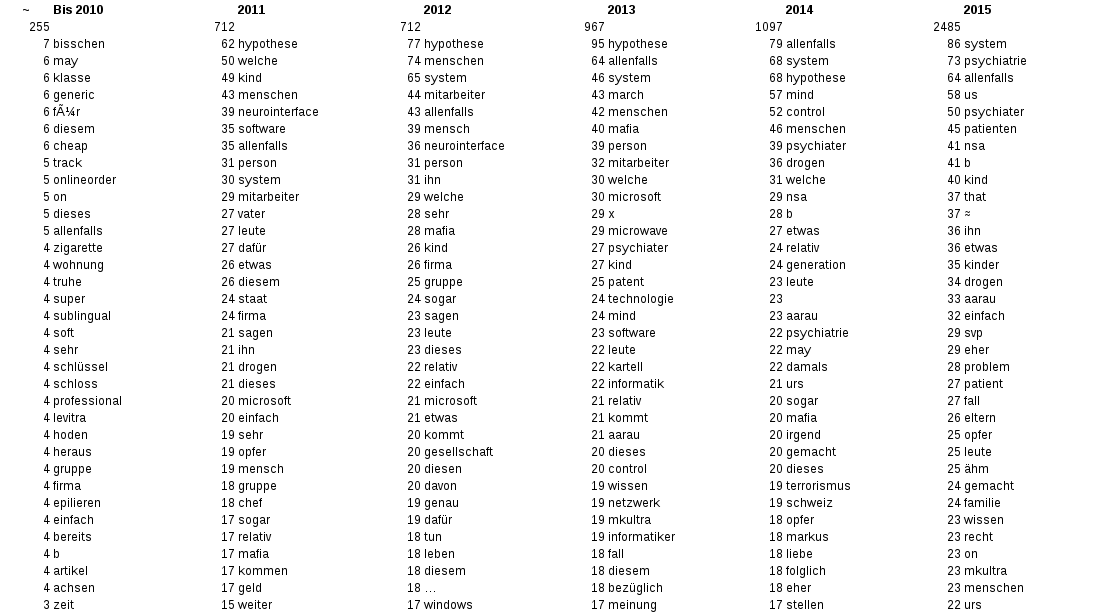 ~ Bis 2010 2011 2012 2013 2014 2015
255 712 712 967 1097 2485
7 bisschen 62 hypothese 77 hypothese 95 hypothese 79 allenfalls 86 system
6 may 50 welche 74 menschen 64 allenfalls 68 system 73 psychiatrie
6 klasse 49 kind 65 system 46 system 68 hypothese 64 allenfalls
6 generic 43 menschen 44 mitarbeiter 43 march 57 mind 58 us
6 fÃ¼r 39 neurointerface 43 allenfalls 42 menschen 52 control 50 psychiater
6 diesem 35 software 39 mensch 40 mafia 46 menschen 45 patienten
6 cheap 35 allenfalls 36 neurointerface 39 person 39 psychiater 41 nsa
5 track 31 person 31 person 32 mitarbeiter 36 drogen 41 b
5 onlineorder 30 system 31 ihn 30 welche 31 welche 40 kind
5 on 29 mitarbeiter 29 welche 30 microsoft 29 nsa 37 that
5 dieses 27 vater 28 sehr 29 x 28 b 37 ≈
5 allenfalls 27 leute 28 mafia 29 microwave 27 etwas 36 ihn
4 zigarette 27 dafür 26 kind 27 psychiater 24 relativ 36 etwas
4 wohnung 26 etwas 26 firma 27 kind 24 generation 35 kinder
4 truhe 26 diesem 25 gruppe 25 patent 23 leute 34 drogen
4 super 24 staat 24 sogar 24 technologie 23 33 aarau
4 sublingual 24 firma 23 sagen 24 mind 23 aarau 32 einfach
4 soft 21 sagen 23 leute 23 software 22 psychiatrie 29 svp
4 sehr 21 ihn 23 dieses 22 leute 22 may 29 eher
4 schlüssel 21 drogen 22 relativ 22 kartell 22 damals 28 problem
4 schloss 21 dieses 22 einfach 22 informatik 21 urs 27 patient
4 professional 20 microsoft 21 microsoft 21 relativ 20 sogar 27 fall
4 levitra 20 einfach 21 etwas 21 kommt 20 mafia 26 eltern
4 hoden 19 sehr 20 kommt 21 aarau 20 irgend 25 opfer
4 heraus 19 opfer 20 gesellschaft 20 dieses 20 gemacht 25 leute
4 gruppe 19 mensch 20 diesen 20 control 20 dieses 25 ähm
4 firma 18 gruppe 20 davon 19 wissen 19 terrorismus 24 gemacht
4 epilieren 18 chef 19 genau 19 netzwerk 19 schweiz 24 familie
4 einfach 17 sogar 19 dafür 19 mkultra 18 opfer 23 wissen
4 bereits 17 relativ 18 tun 19 informatiker 18 markus 23 recht
4 b 17 mafia 18 leben 18 fall 18 liebe 23 on
4 artikel 17 kommen 18 diesem 18 diesem 18 folglich 23 mkultra
4 achsen 17 geld 18 … 18 bezüglich 18 eher 23 menschen
3 zeit 15 weiter 17 windows 17 meinung 17 stellen 22 urs